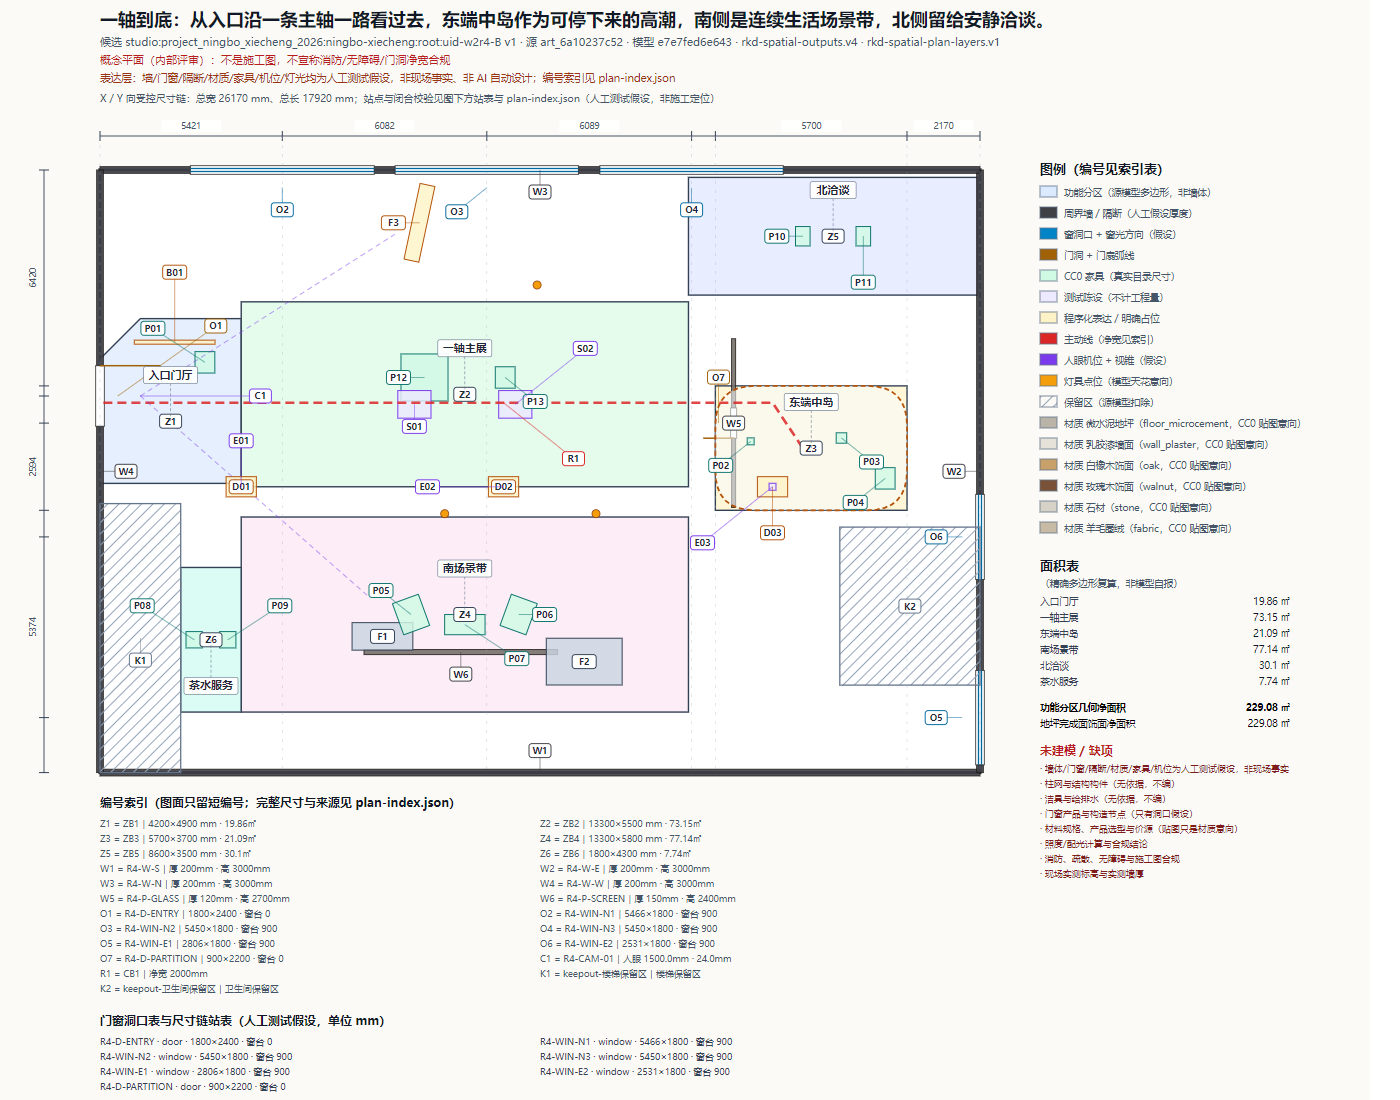 一轴到底：从入口沿一条主轴一路看过去，东端中岛作为可停下来的高潮，南侧是连续生活场景带，北侧留给安静洽谈。
候选 studio:project_ningbo_xiecheng_2026:ningbo-xiecheng:root:uid-w2r4-B v1 · 源 art_6a10237c52 · 模型 e7e7fed6e643 · rkd-spatial-outputs.v4 · rkd-spatial-plan-layers.v1
概念平面（内部评审）：不是施工图，不宣称消防/无障碍/门洞净宽合规
表达层：墙/门窗/隔断/材质/家具/机位/灯光均为人工测试假设，非现场事实、非 AI 自动设计；编号索引见 plan-index.json
X / Y 向受控尺寸链：总宽 26170 mm、总长 17920 mm；站点与闭合校验见图下方站表与 plan-index.json（人工测试假设，非施工定位）
5421
6082
6089
5700
2170
6420
2594
5374
W3
O2
O3
O4
F3
北洽谈
P10
Z5
P11
B01
P01
O1
入口门厅
C1
Z1
E01
W4
D01
一轴主展
S02
P12
Z2
P13
S01
R1
E02
D02
O7
东端中岛
W5
Z3
P02
P03
P04
D03
E03
W2
O6
K2
O5
南场景带
P05
Z4
P06
F1
P07
F2
W6
P08
P09
Z6
K1
茶水服务
W1
图例（编号见索引表）
功能分区（源模型多边形，非墙体）
周界墙 / 隔断（人工假设厚度）
窗洞口 + 窗光方向（假设）
门洞 + 门扇弧线
CC0 家具（真实目录尺寸）
测试陈设（不计工程量）
程序化表达 / 明确占位
主动线（净宽见索引）
人眼机位 + 视锥（假设）
灯具点位（模型天花意向）
保留区（源模型扣除）
材质 微水泥地坪（floor_microcement，CC0 贴图意向）
材质 乳胶漆墙面（wall_plaster，CC0 贴图意向）
材质 白橡木饰面（oak，CC0 贴图意向）
材质 玫瑰木饰面（walnut，CC0 贴图意向）
材质 石材（stone，CC0 贴图意向）
材质 羊毛圈绒（fabric，CC0 贴图意向）
面积表
（精确多边形复算，非模型自报）
入口门厅 19.86 ㎡
一轴主展 73.15 ㎡
东端中岛 21.09 ㎡
南场景带 77.14 ㎡
北洽谈 30.1 ㎡
茶水服务 7.74 ㎡
功能分区几何净面积 229.08 ㎡
地坪完成面饰面净面积 229.08 ㎡
未建模 / 缺项
· 墙体/门窗/隔断/材质/家具/机位为人工测试假设，非现场事实
· 柱网与结构构件（无依据，不编）
· 洁具与给排水（无依据，不编）
· 门窗产品与构造节点（只有洞口假设）
· 材料规格、产品选型与价源（贴图只是材质意向）
· 照度/配光计算与合规结论
· 消防、疏散、无障碍与施工图合规
· 现场实测标高与实测墙厚
编号索引（图面只留短编号；完整尺寸与来源见 plan-index.json）
Z1 = ZB1 | 4200×4900 mm · 19.86㎡
Z2 = ZB2 | 13300×5500 mm · 73.15㎡
Z3 = ZB3 | 5700×3700 mm · 21.09㎡
Z4 = ZB4 | 13300×5800 mm · 77.14㎡
Z5 = ZB5 | 8600×3500 mm · 30.1㎡
Z6 = ZB6 | 1800×4300 mm · 7.74㎡
W1 = R4-W-S | 厚 200mm · 高 3000mm
W2 = R4-W-E | 厚 200mm · 高 3000mm
W3 = R4-W-N | 厚 200mm · 高 3000mm
W4 = R4-W-W | 厚 200mm · 高 3000mm
W5 = R4-P-GLASS | 厚 120mm · 高 2700mm
W6 = R4-P-SCREEN | 厚 150mm · 高 2400mm
O1 = R4-D-ENTRY | 1800×2400 · 窗台 0
O2 = R4-WIN-N1 | 5466×1800 · 窗台 900
O3 = R4-WIN-N2 | 5450×1800 · 窗台 900
O4 = R4-WIN-N3 | 5450×1800 · 窗台 900
O5 = R4-WIN-E1 | 2806×1800 · 窗台 900
O6 = R4-WIN-E2 | 2531×1800 · 窗台 900
O7 = R4-D-PARTITION | 900×2200 · 窗台 0
C1 = R4-CAM-01 | 人眼 1500.0mm · 24.0mm
R1 = CB1 | 净宽 2000mm
K1 = keepout-楼梯保留区 | 楼梯保留区
K2 = keepout-卫生间保留区 | 卫生间保留区
门窗洞口表与尺寸链站表（人工测试假设，单位 mm）
R4-D-ENTRY · door · 1800×2400 · 窗台 0
R4-WIN-N1 · window · 5466×1800 · 窗台 900
R4-WIN-N2 · window · 5450×1800 · 窗台 900
R4-WIN-N3 · window · 5450×1800 · 窗台 900
R4-WIN-E1 · window · 2806×1800 · 窗台 900
R4-WIN-E2 · window · 2531×1800 · 窗台 900
R4-D-PARTITION · door · 900×2200 · 窗台 0